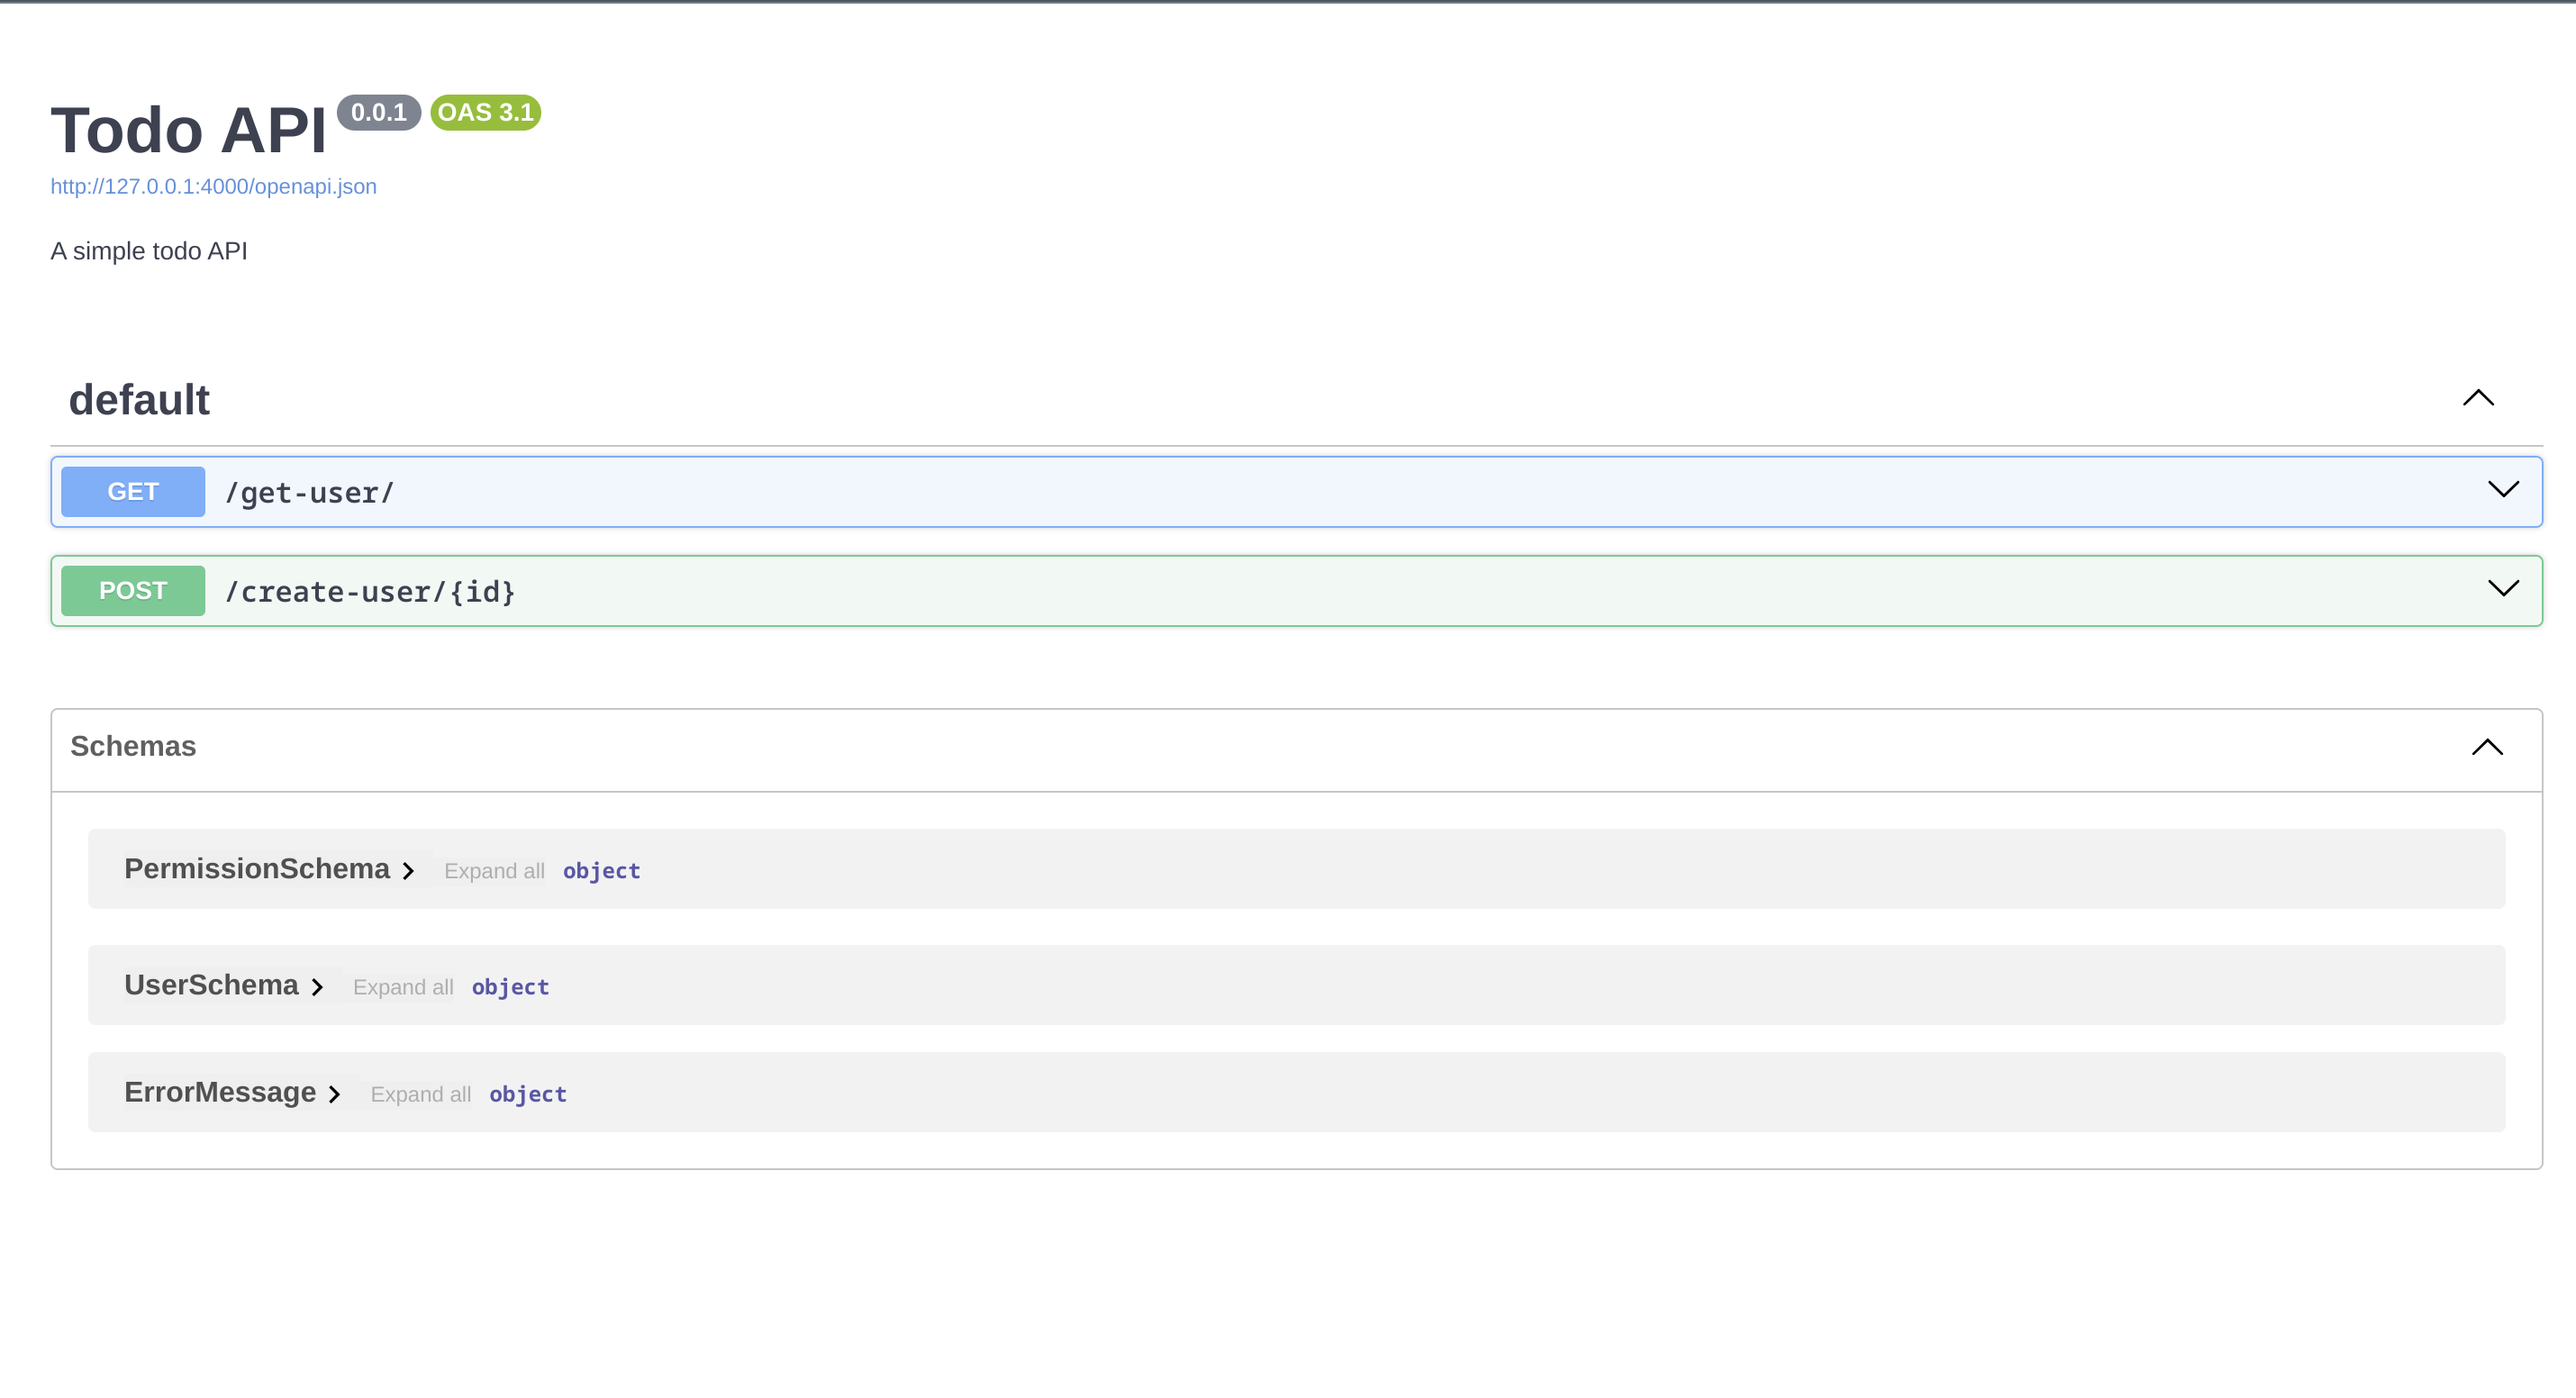 Todo API 0.0.1 OAS 3.1
http://127.0.0.1:4000/openapi.json
A simple todo API
default
GET /get-user/
POST /create-user/{id}
Schemas
PermissionSchema Expand all object
UserSchema Expand all object
ErrorMessage Expand all object